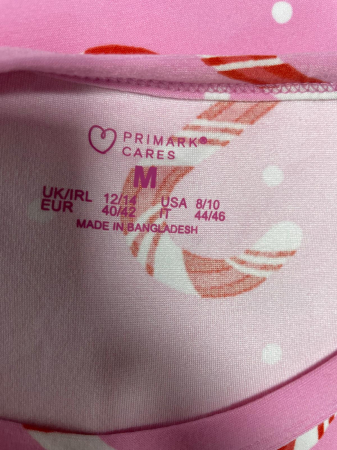 PRIMARK®
CARES
M
UK/IRL 12/14 USA 8/10
EUR 40/42 IT 44/46
MADE IN BANGLADESH